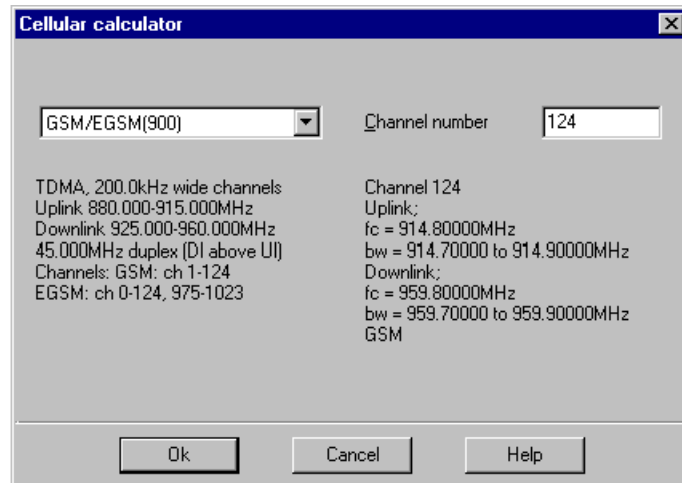 Cellular calculator
GSM/EGSM(900)
Channel number
124
TDMA, 200.0kHz wide channels
Uplink 880.000-915.000MHz
Downlink 925.000-960.000MHz
45.000MHz duplex (Dl above Ul)
Channels: GSM: ch 1-124
EGSM: ch 0-124, 975-1023
Channel 124
Uplink;
fc = 914.80000MHz
bw = 914.70000 to 914.90000MHz
Downlink;
fc = 959.80000MHz
bw = 959.70000 to 959.90000MHz
GSM
Ok
Cancel
Help